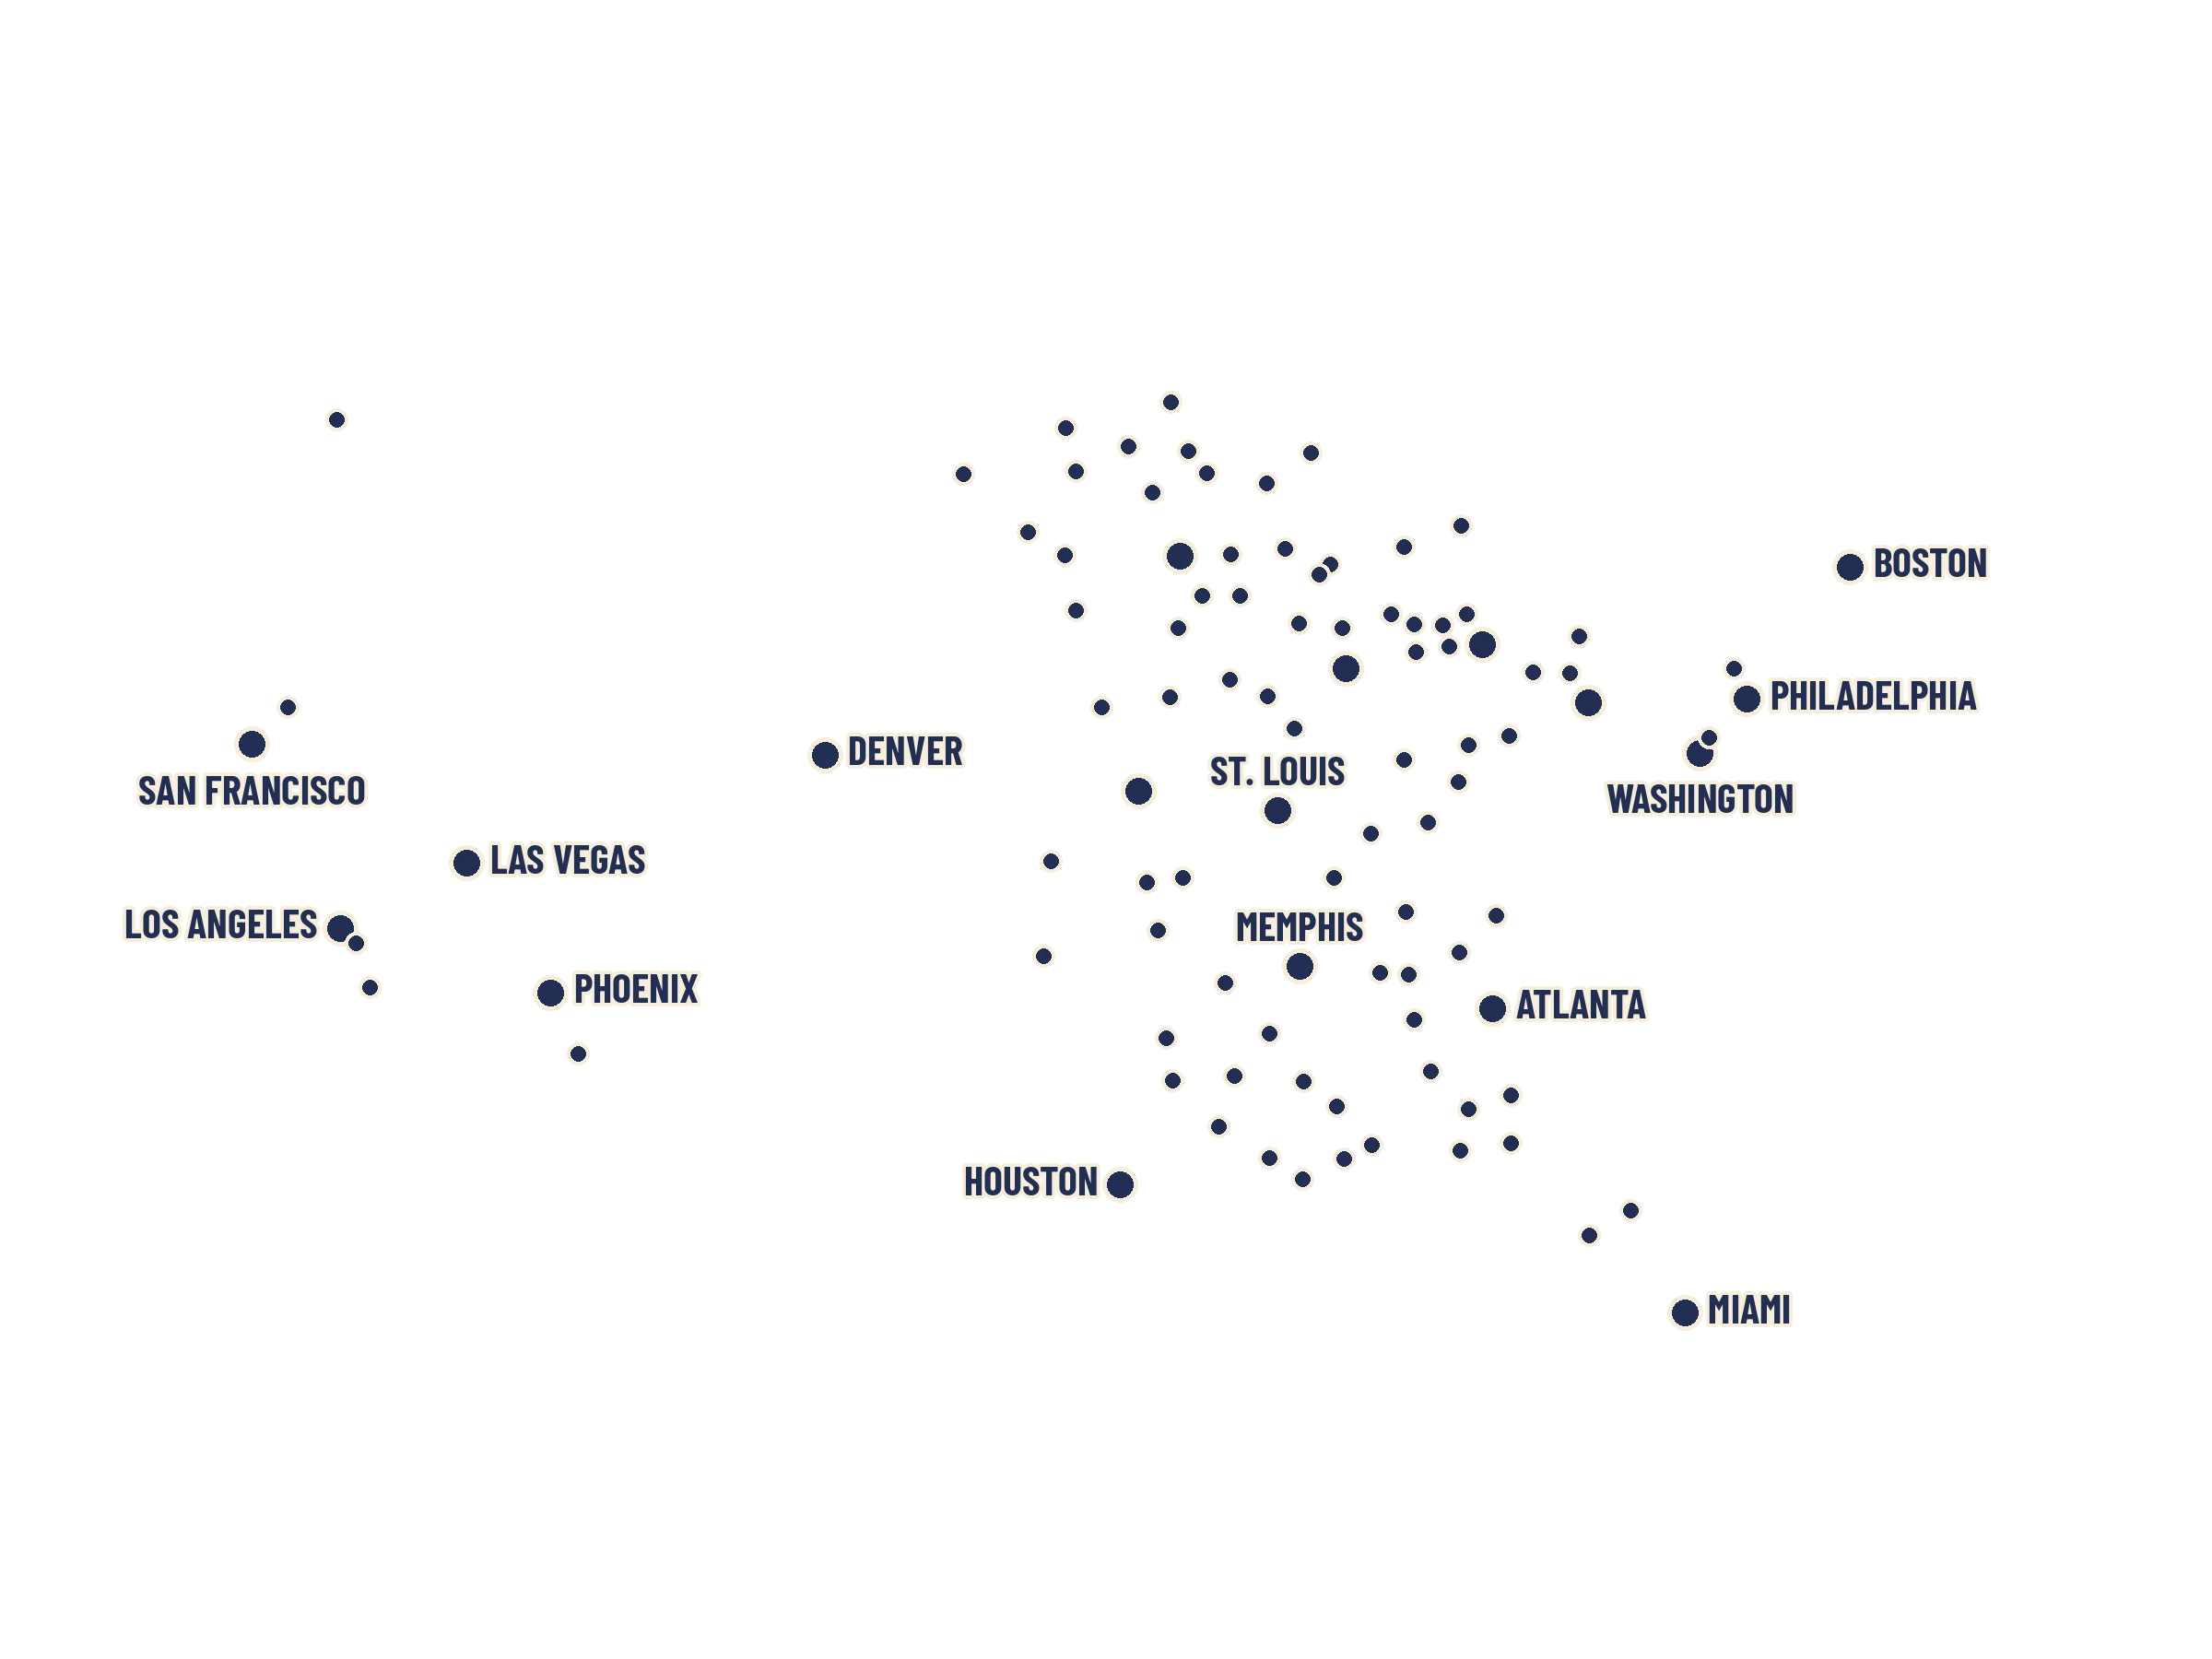 BOSTON
PHILADELPHIA
DENVER
ST. LOUIS
SAN FRANCISCO
WASHINGTON
LAS VEGAS
LOS ANGELES
MEMPHIS
PHOENIX
ATLANTA
HOUSTON
MIAMI